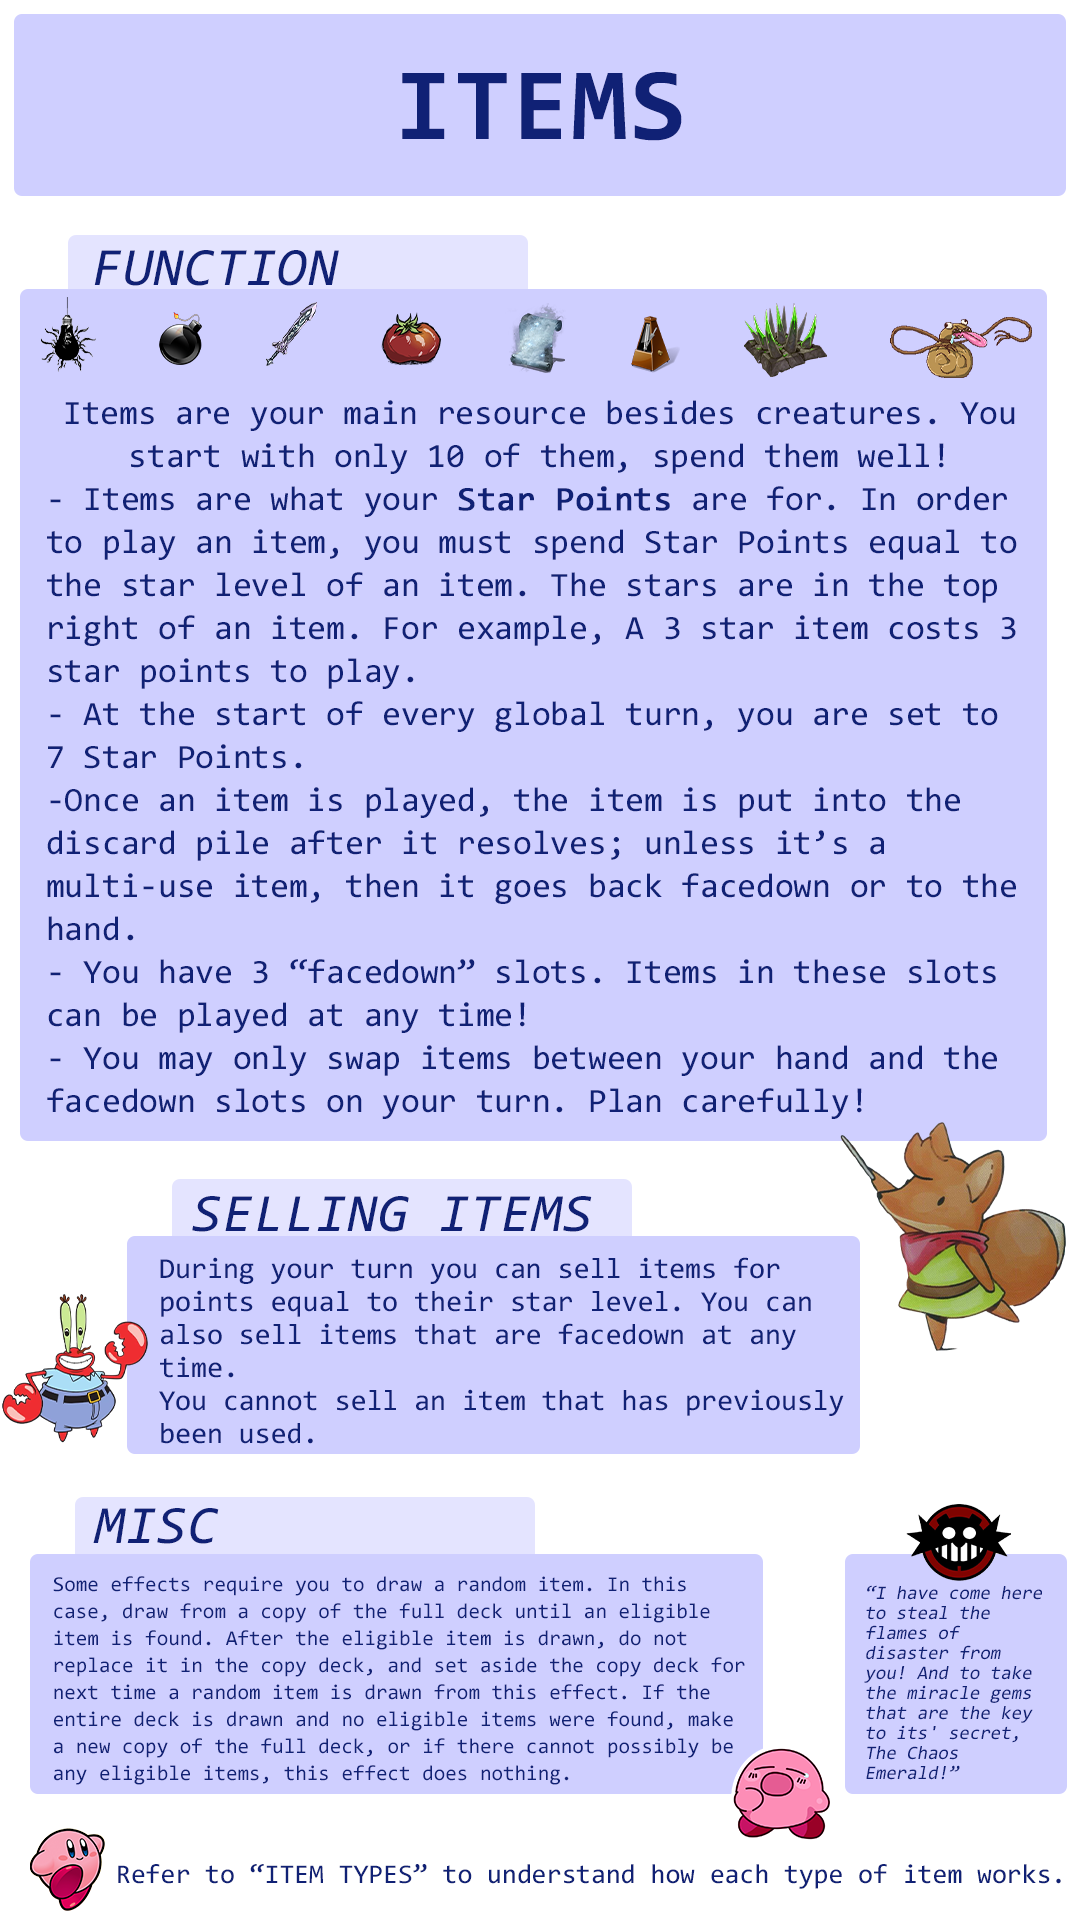 ITEMS
FUNCTION
Items are your main resource besides creatures. You
start with only 10 of them, spend them well!
- Items are what your Star Points are for. In order
to play an item, you must spend Star Points equal to
the star level of an item. The stars are in the top
right of an item. For example, A 3 star item costs 3
star points to play.
- At the start of every global turn, you are set to
7 Star Points.
-Once an item is played, the item is put into the
discard pile after it resolves; unless it’s a
multi-use item, then it goes back facedown or to the
hand.
- You have 3 “facedown” slots. Items in these slots
can be played at any time!
- You may only swap items between your hand and the
facedown slots on your turn. Plan carefully!
SELLING ITEMS
During your turn you can sell items for
points equal to their star level. You can
also sell items that are facedown at any
time.
You cannot sell an item that has previously
been used.
MISC
Some effects require you to draw a random item. In this
case, draw from a copy of the full deck until an eligible
item is found. After the eligible item is drawn, do not
replace it in the copy deck, and set aside the copy deck for
next time a random item is drawn from this effect. If the
entire deck is drawn and no eligible items were found, make
a new copy of the full deck, or if there cannot possibly be
any eligible items, this effect does nothing.
“I have come here
to steal the
flames of
disaster from
you! And to take
the miracle gems
that are the key
to its' secret,
The Chaos
Emerald!”
Refer to “ITEM TYPES” to understand how each type of item works.